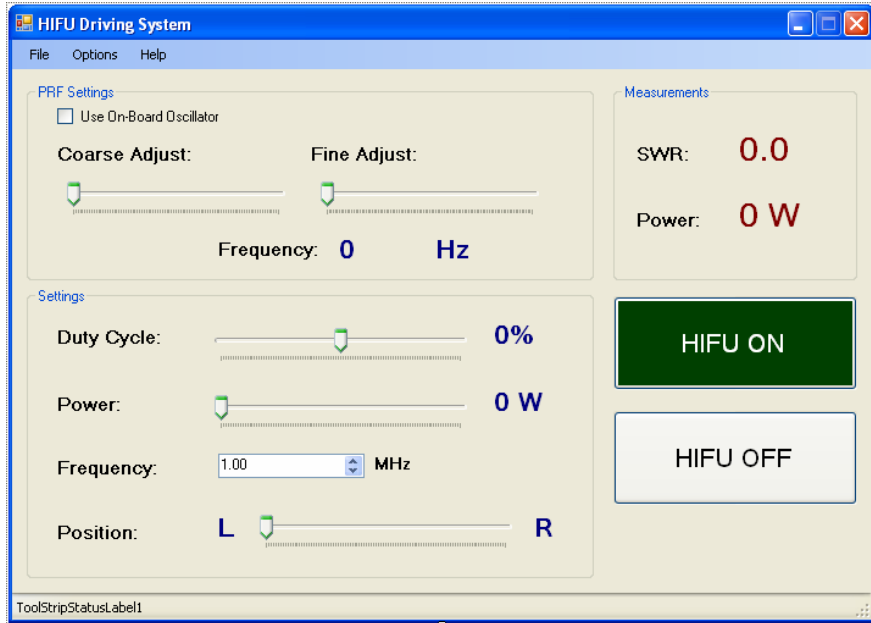 HIFU Driving System
File Options Help
PRF Settings
Use On-Board Oscillator
Coarse Adjust: Fine Adjust:
Frequency: 0 Hz
Measurements
SWR: 0.0
Power: 0 W
Settings
Duty Cycle: 0%
Power: 0 W
Frequency: 1.00 MHz
Position: L R
HIFU ON
HIFU OFF
ToolStripStatusLabel1